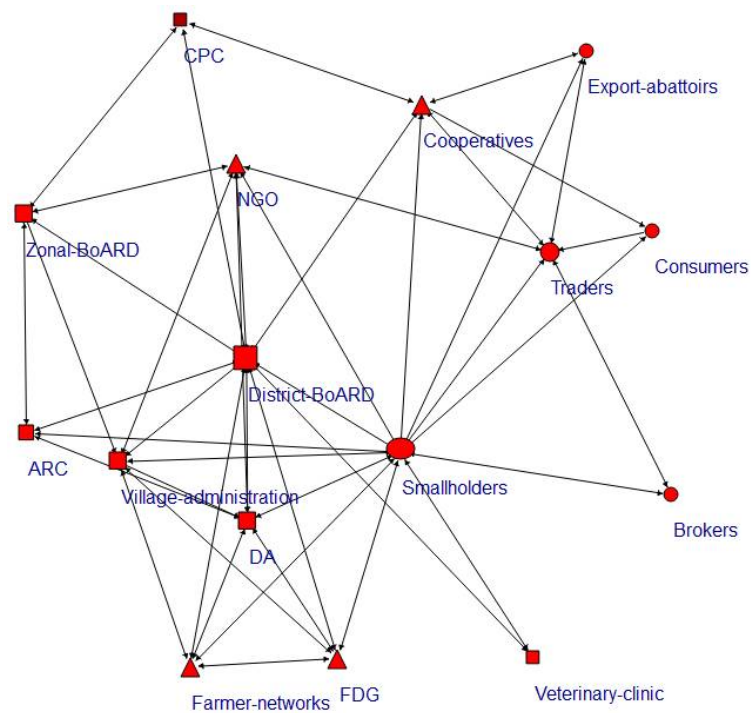 CPC
Export-abattoirs
Cooperatives
NGO
Zonal-BoARD
Consumers
Traders
District-BoARD
ARC
Village-administration
Smallholders
Brokers
DA
Farmer-networks
FDG
Veterinary-clinic